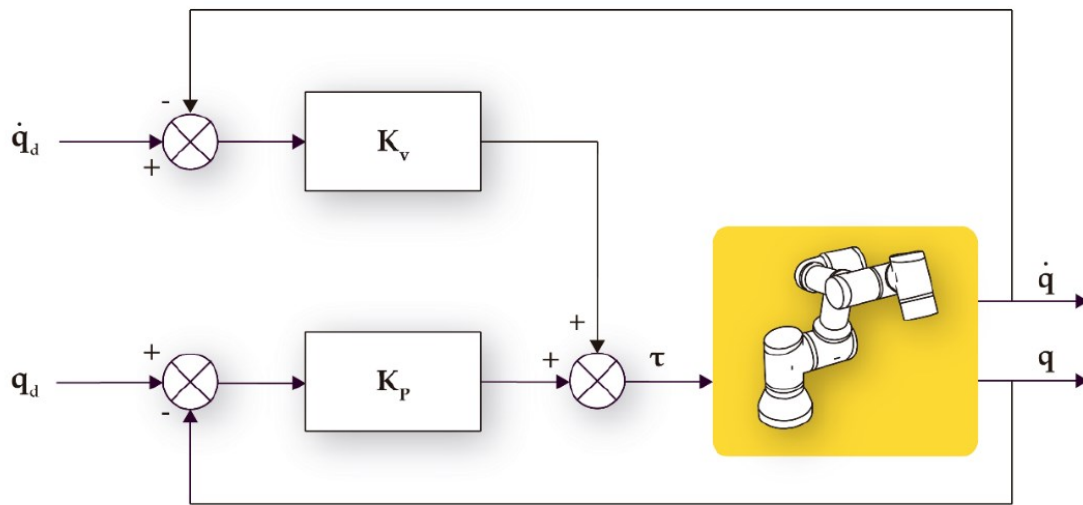 -
q̇d
+
Kv
+
q̇
+
qd
-
KP
+
τ
q